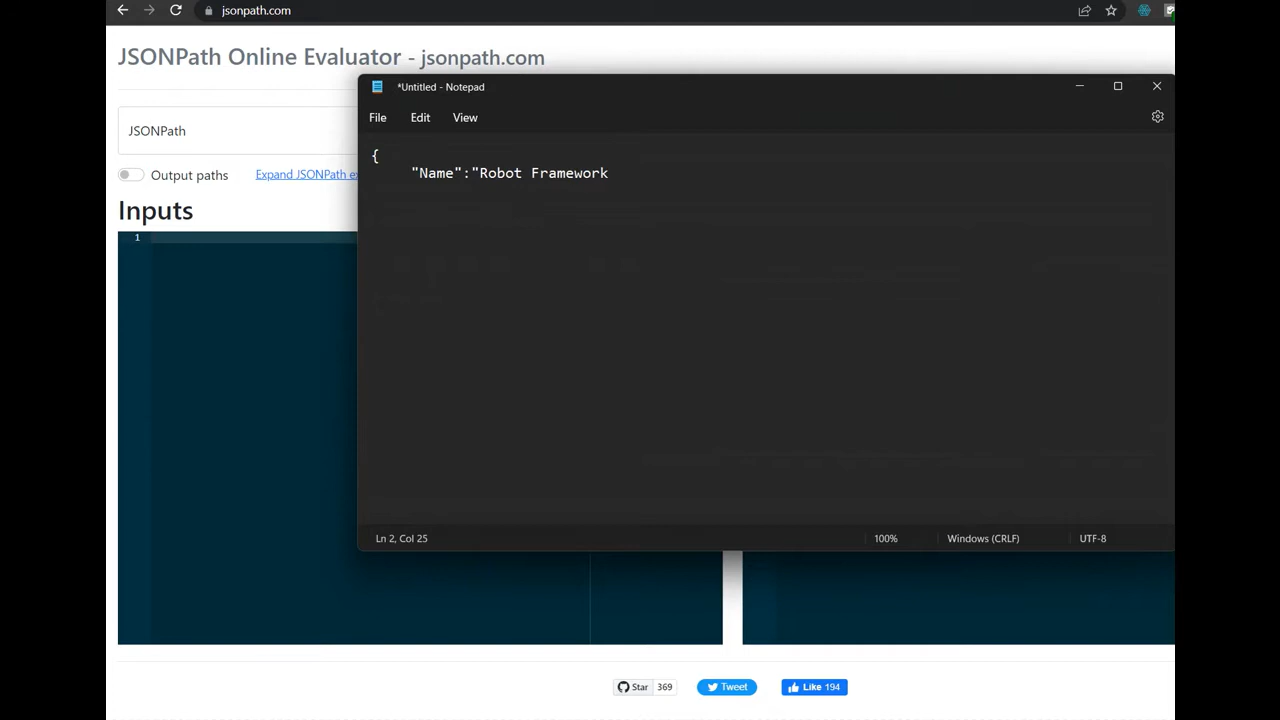 jsonpath.com
JSONPath Online Evaluator - jsonpath.com
*Untitled - Notepad
File Edit View
JSONPath
{
"Name":"Robot Framework
Output paths
Expand JSONPath
Inputs
1
Ln 2, Col 25
100%
Windows (CRLF)
UTF-8
Star 369
Tweet
Like 194